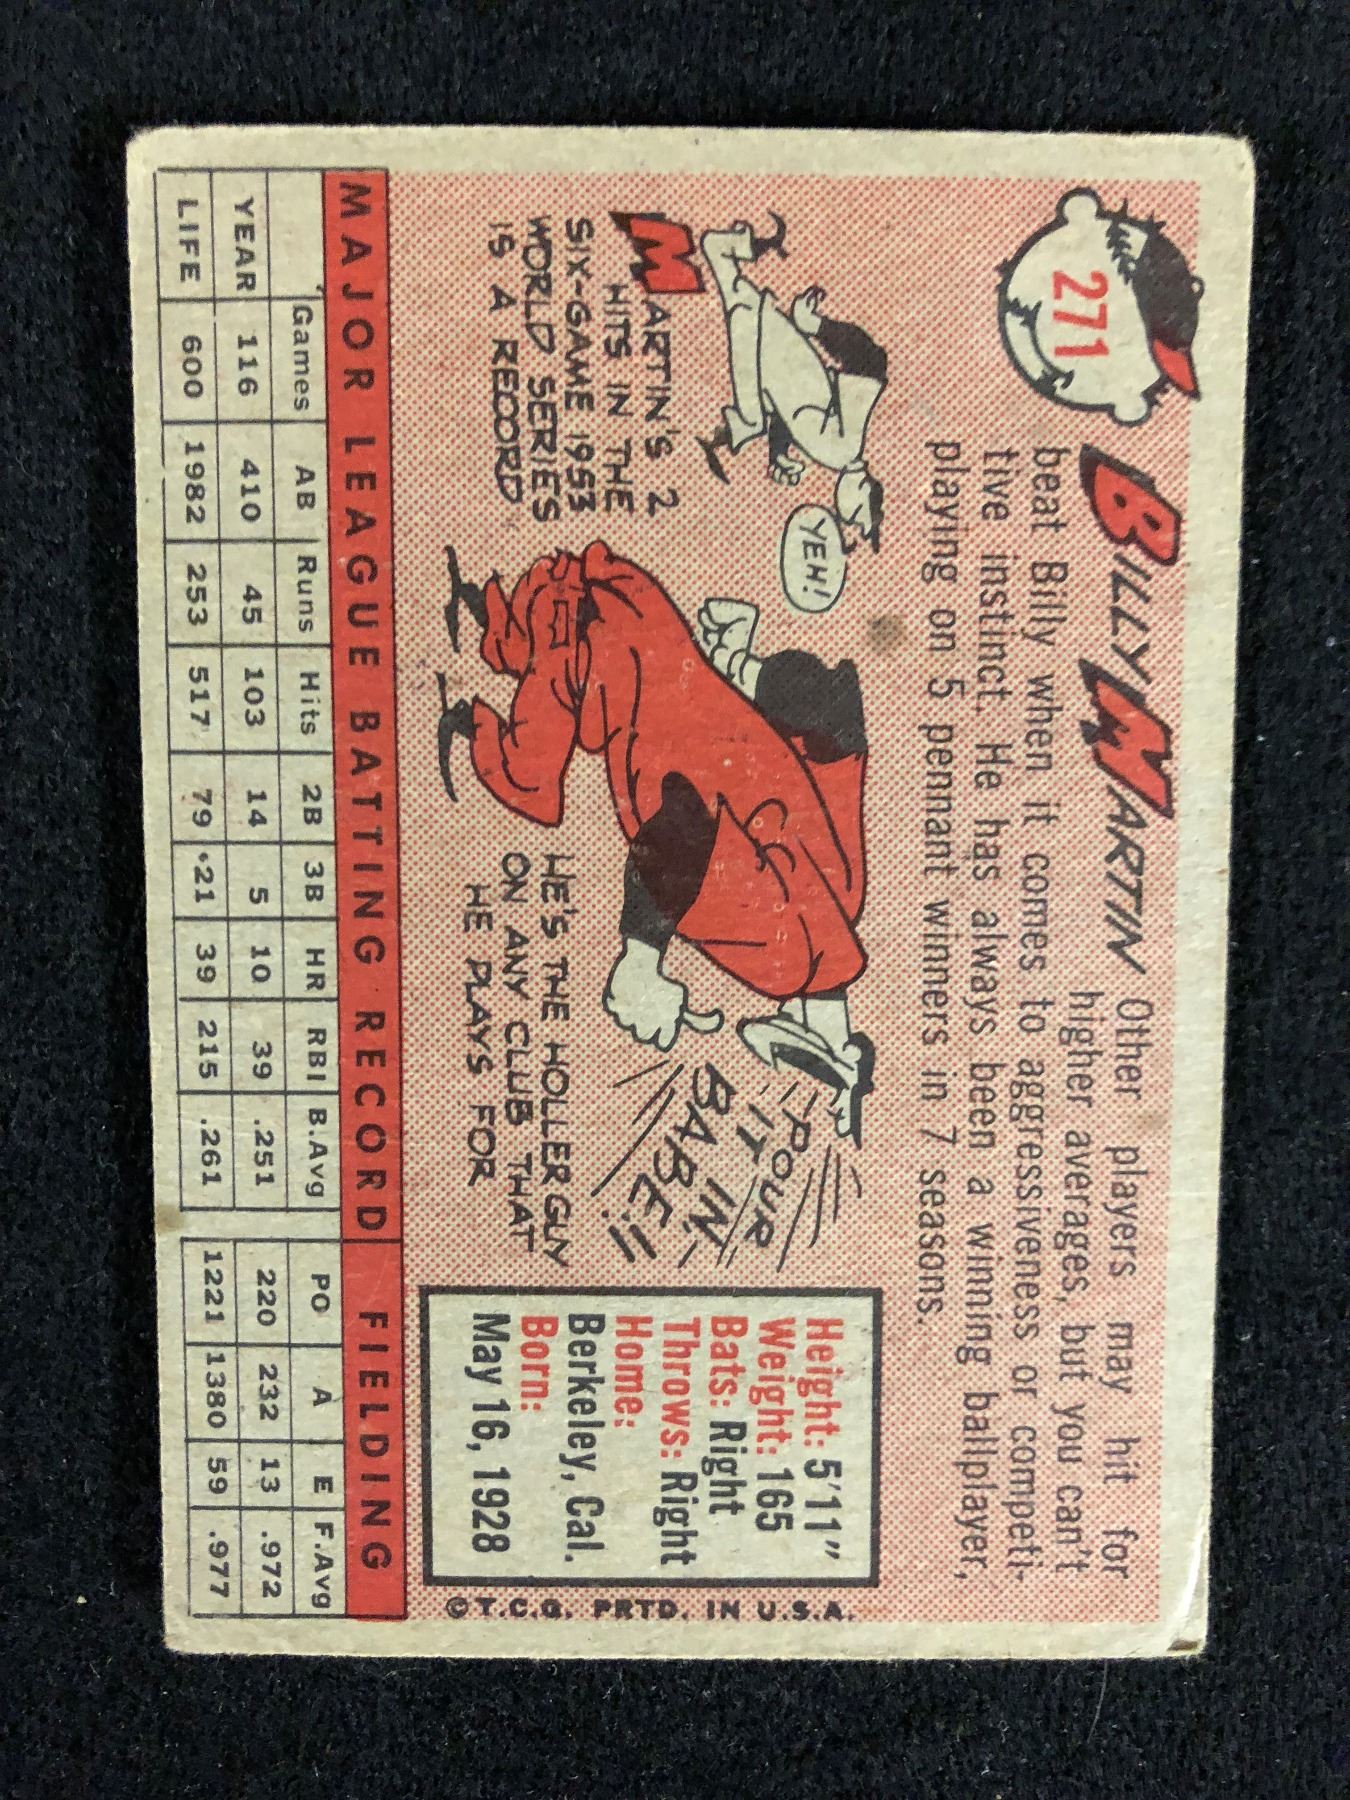 271
BILLY MARTIN Other players may hit for
higher averages, but you can't
beat Billy when it comes to aggressiveness or competi-
tive instinct. He has always been a winning ballplayer,
playing on 5 pennant winners in 7 seasons.
YEH!
MARTIN'S 2
HITS IN THE
SIX-GAME 1953
WORLD SERIES
IS A RECORD
POUR
IT IN,
BABE!!
HE'S THE HOLLER GUY
ON ANY CLUB THAT
HE PLAYS FOR
Height: 5'11"
Weight: 165
Bats: Right
Throws: Right
Home:
Berkeley, Cal.
Born:
May 16, 1928
© T.C.G. PRTD. IN U.S.A.
MAJOR LEAGUE BATTING RECORD FIELDING
Games AB Runs Hits 2B 3B HR RBI B.Avg PO A E F.Avg
YEAR 116 410 45 103 14 5 10 39 .251 220 232 13 .972
LIFE 600 1982 253 517 79 21 39 215 .261 1221 1380 59 .977